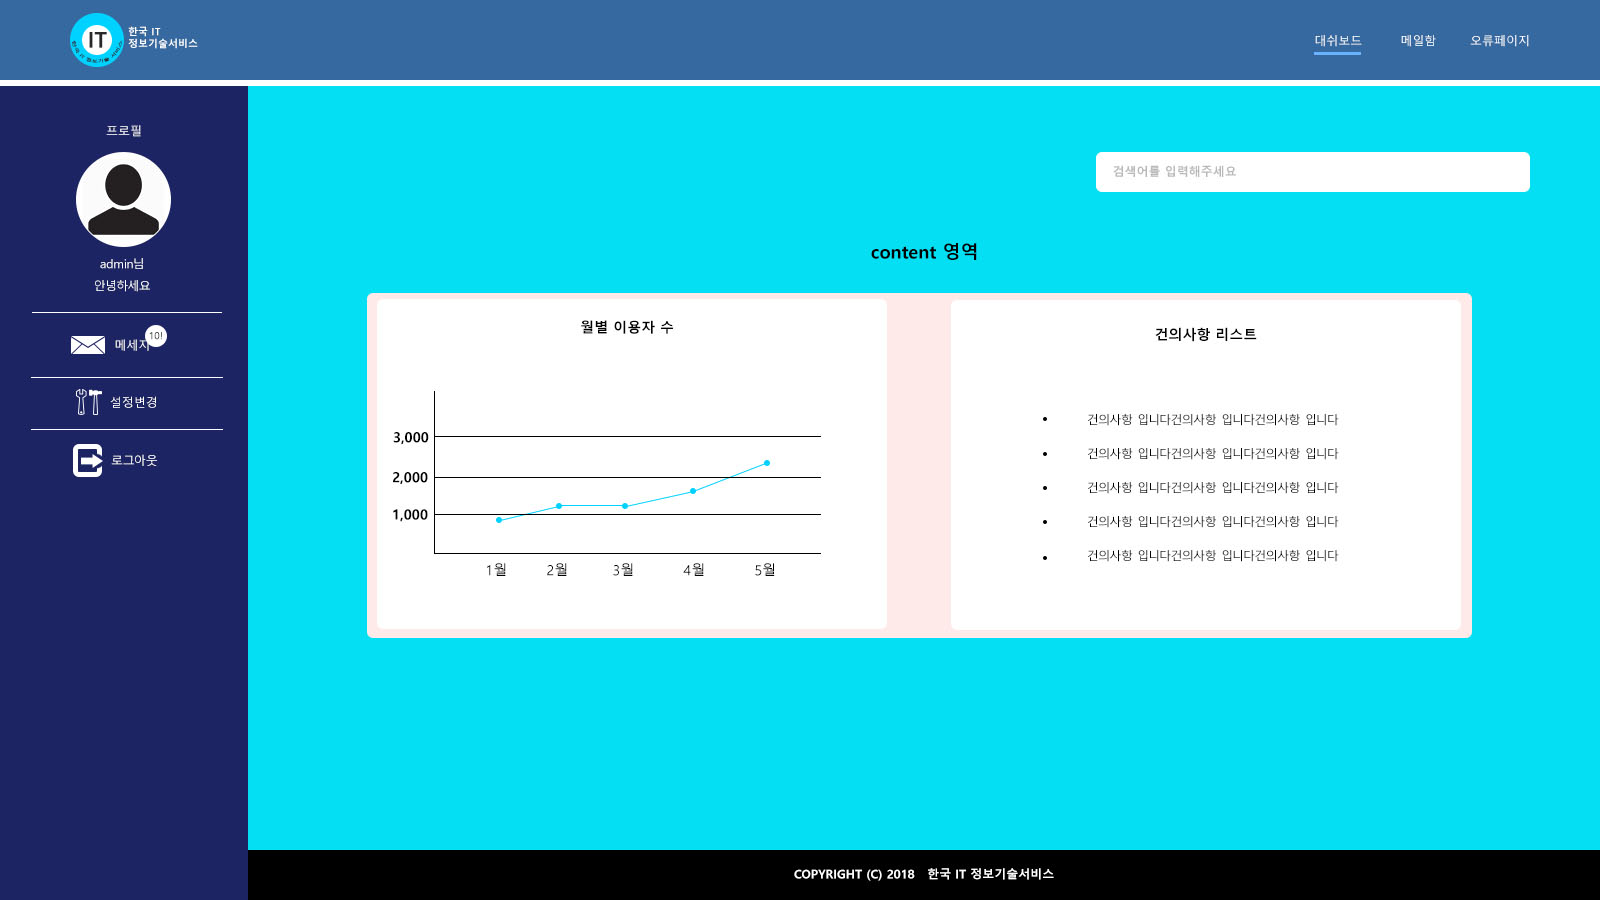 IT
한국 IT 정보기술 서비스
한국 IT
정보기술서비스
대쉬보드
메일함
오류페이지
프로필
admin님
안녕하세요
메세지
10!
설정변경
로그아웃
검색어를 입력해주세요
content 영역
월별 이용자 수
3,000
2,000
1,000
1월 2월 3월 4월 5월
건의사항 리스트
• 건의사항 입니다건의사항 입니다건의사항 입니다
• 건의사항 입니다건의사항 입니다건의사항 입니다
• 건의사항 입니다건의사항 입니다건의사항 입니다
• 건의사항 입니다건의사항 입니다건의사항 입니다
• 건의사항 입니다건의사항 입니다건의사항 입니다
COPYRIGHT (C) 2018 한국 IT 정보기술서비스